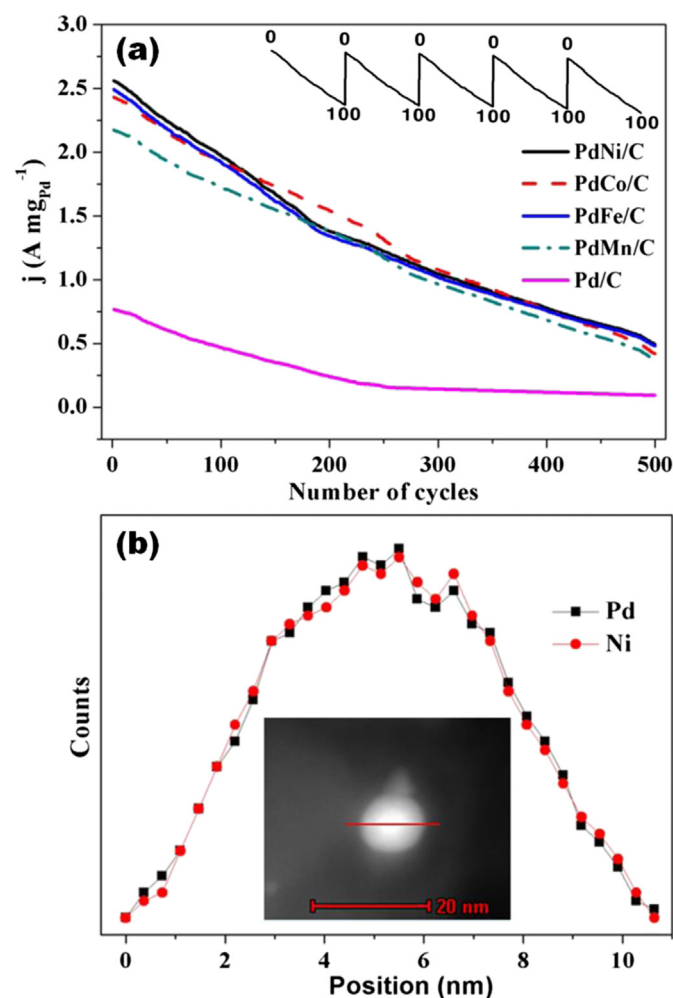 (a)
0 0 0 0 0
100 100 100 100 100
PdNi/C
PdCo/C
PdFe/C
PdMn/C
Pd/C
3.0
2.5
2.0
1.5
1.0
0.5
0.0
j (A mgPd⁻¹)
0 100 200 300 400 500
Number of cycles
(b)
Pd
Ni
Counts
20 nm
0 2 4 6 8 10
Position (nm)